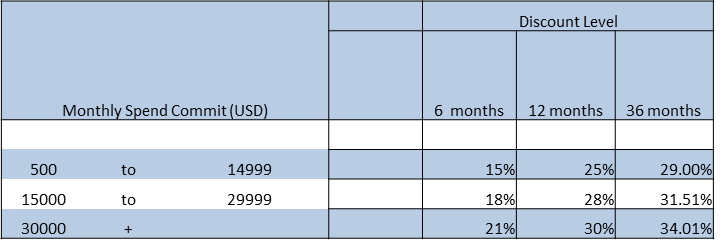 Discount Level
Monthly Spend Commit (USD) 6 months 12 months 36 months
500 to 14999 15% 25% 29.00%
15000 to 29999 18% 28% 31.51%
30000 + 21% 30% 34.01%